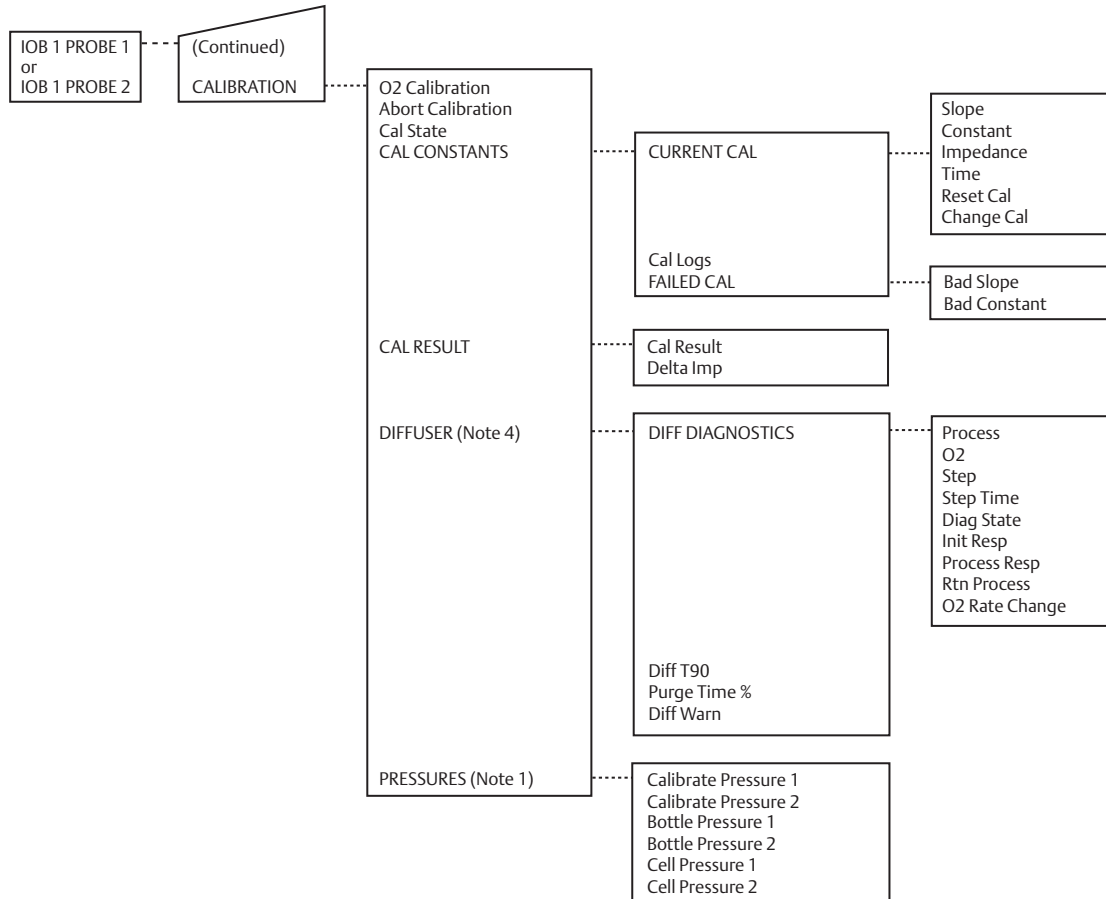 IOB 1 PROBE 1
or
IOB 1 PROBE 2
(Continued)
CALIBRATION
O2 Calibration
Abort Calibration
Cal State
CAL CONSTANTS
CAL RESULT
DIFFUSER (Note 4)
PRESSURES (Note 1)
CURRENT CAL
Cal Logs
FAILED CAL
Slope
Constant
Impedance
Time
Reset Cal
Change Cal
Bad Slope
Bad Constant
Cal Result
Delta Imp
DIFF DIAGNOSTICS
Diff T90
Purge Time %
Diff Warn
Process
O2
Step
Step Time
Diag State
Init Resp
Process Resp
Rtn Process
O2 Rate Change
Calibrate Pressure 1
Calibrate Pressure 2
Bottle Pressure 1
Bottle Pressure 2
Cell Pressure 1
Cell Pressure 2